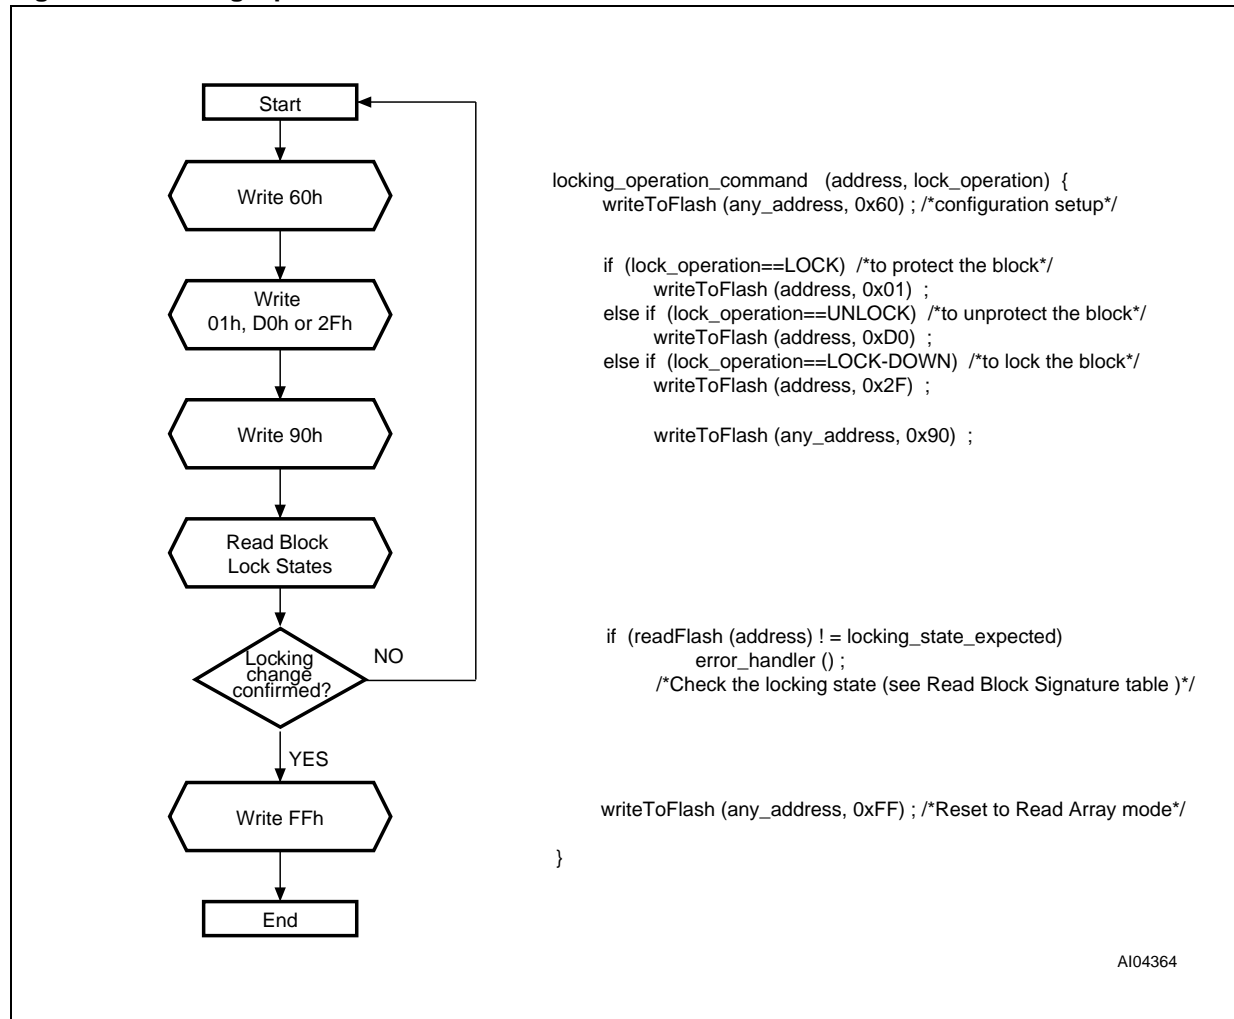 Start
Write 60h
Write
01h, D0h or 2Fh
Write 90h
Read Block
Lock States
Locking
change
confirmed?
NO
YES
Write FFh
End
locking_operation_command (address, lock_operation) {
writeToFlash (any_address, 0x60) ; /*configuration setup*/
if (lock_operation==LOCK) /*to protect the block*/
writeToFlash (address, 0x01) ;
else if (lock_operation==UNLOCK) /*to unprotect the block*/
writeToFlash (address, 0xD0) ;
else if (lock_operation==LOCK-DOWN) /*to lock the block*/
writeToFlash (address, 0x2F) ;
writeToFlash (any_address, 0x90) ;
if (readFlash (address) ! = locking_state_expected)
error_handler () ;
/*Check the locking state (see Read Block Signature table )*/
writeToFlash (any_address, 0xFF) ; /*Reset to Read Array mode*/
}
AI04364